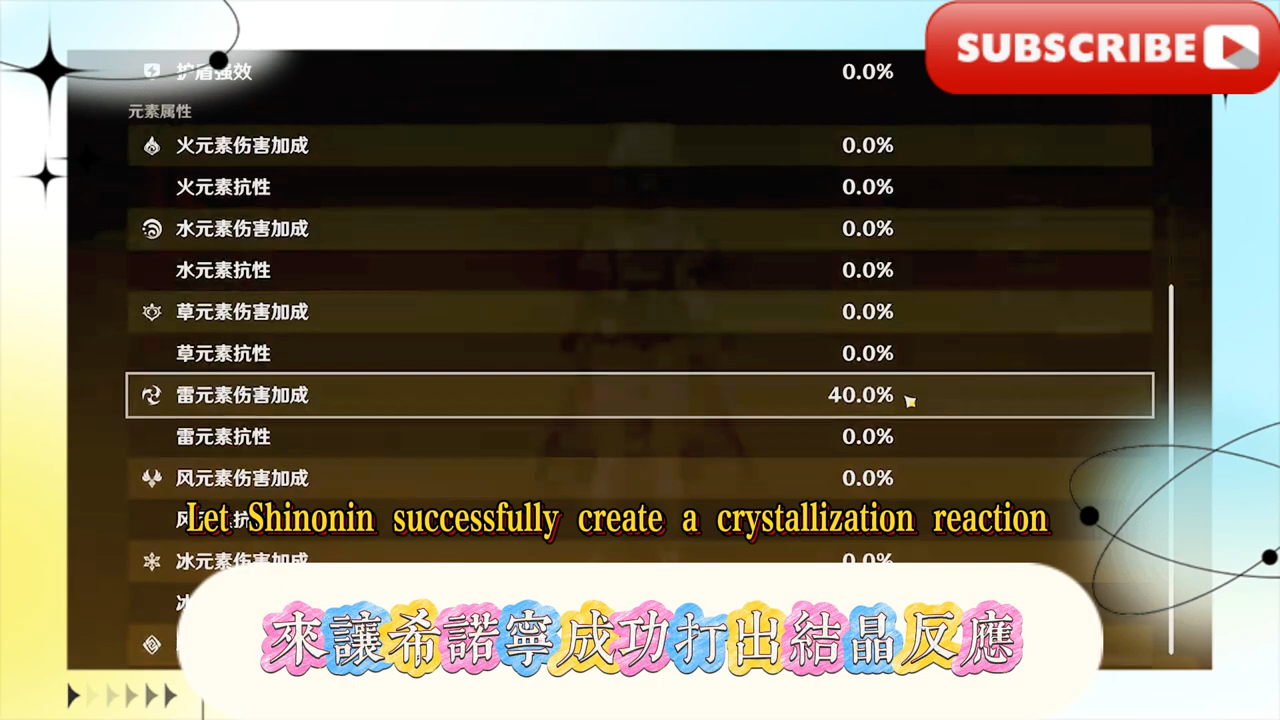 SUBSCRIBE
护盾强效 0.0%
元素属性
火元素伤害加成 0.0%
火元素抗性 0.0%
水元素伤害加成 0.0%
水元素抗性 0.0%
草元素伤害加成 0.0%
草元素抗性 0.0%
雷元素伤害加成 40.0%
雷元素抗性 0.0%
风元素伤害加成 0.0%
风 抗
Let Shinonin successfully create a crystallization reaction
冰元素伤害加成 0.0%
冰
來讓希諾寧成功打出結晶反應